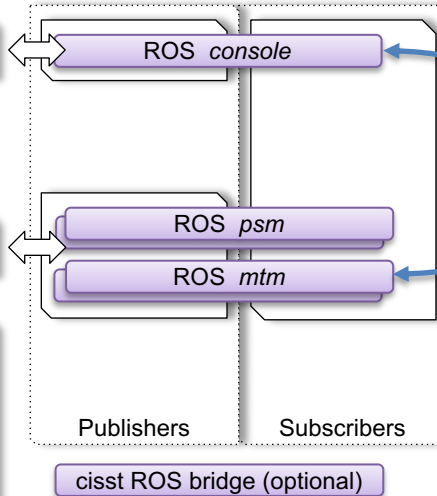 ROS console
ROS psm
ROS mtm
Publishers
Subscribers
cisst ROS bridge (optional)